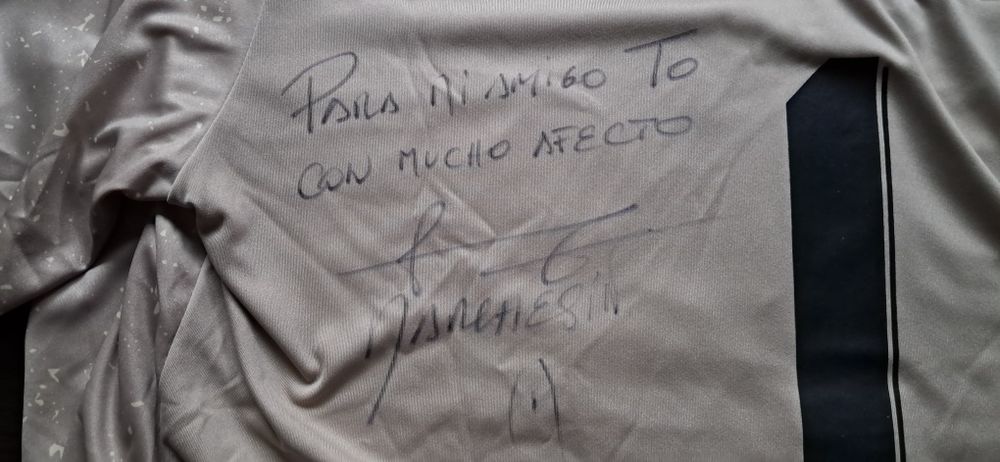 PARA MI AMIGO TO
CON MUCHO AFECTO
MARCHESIN
(1)